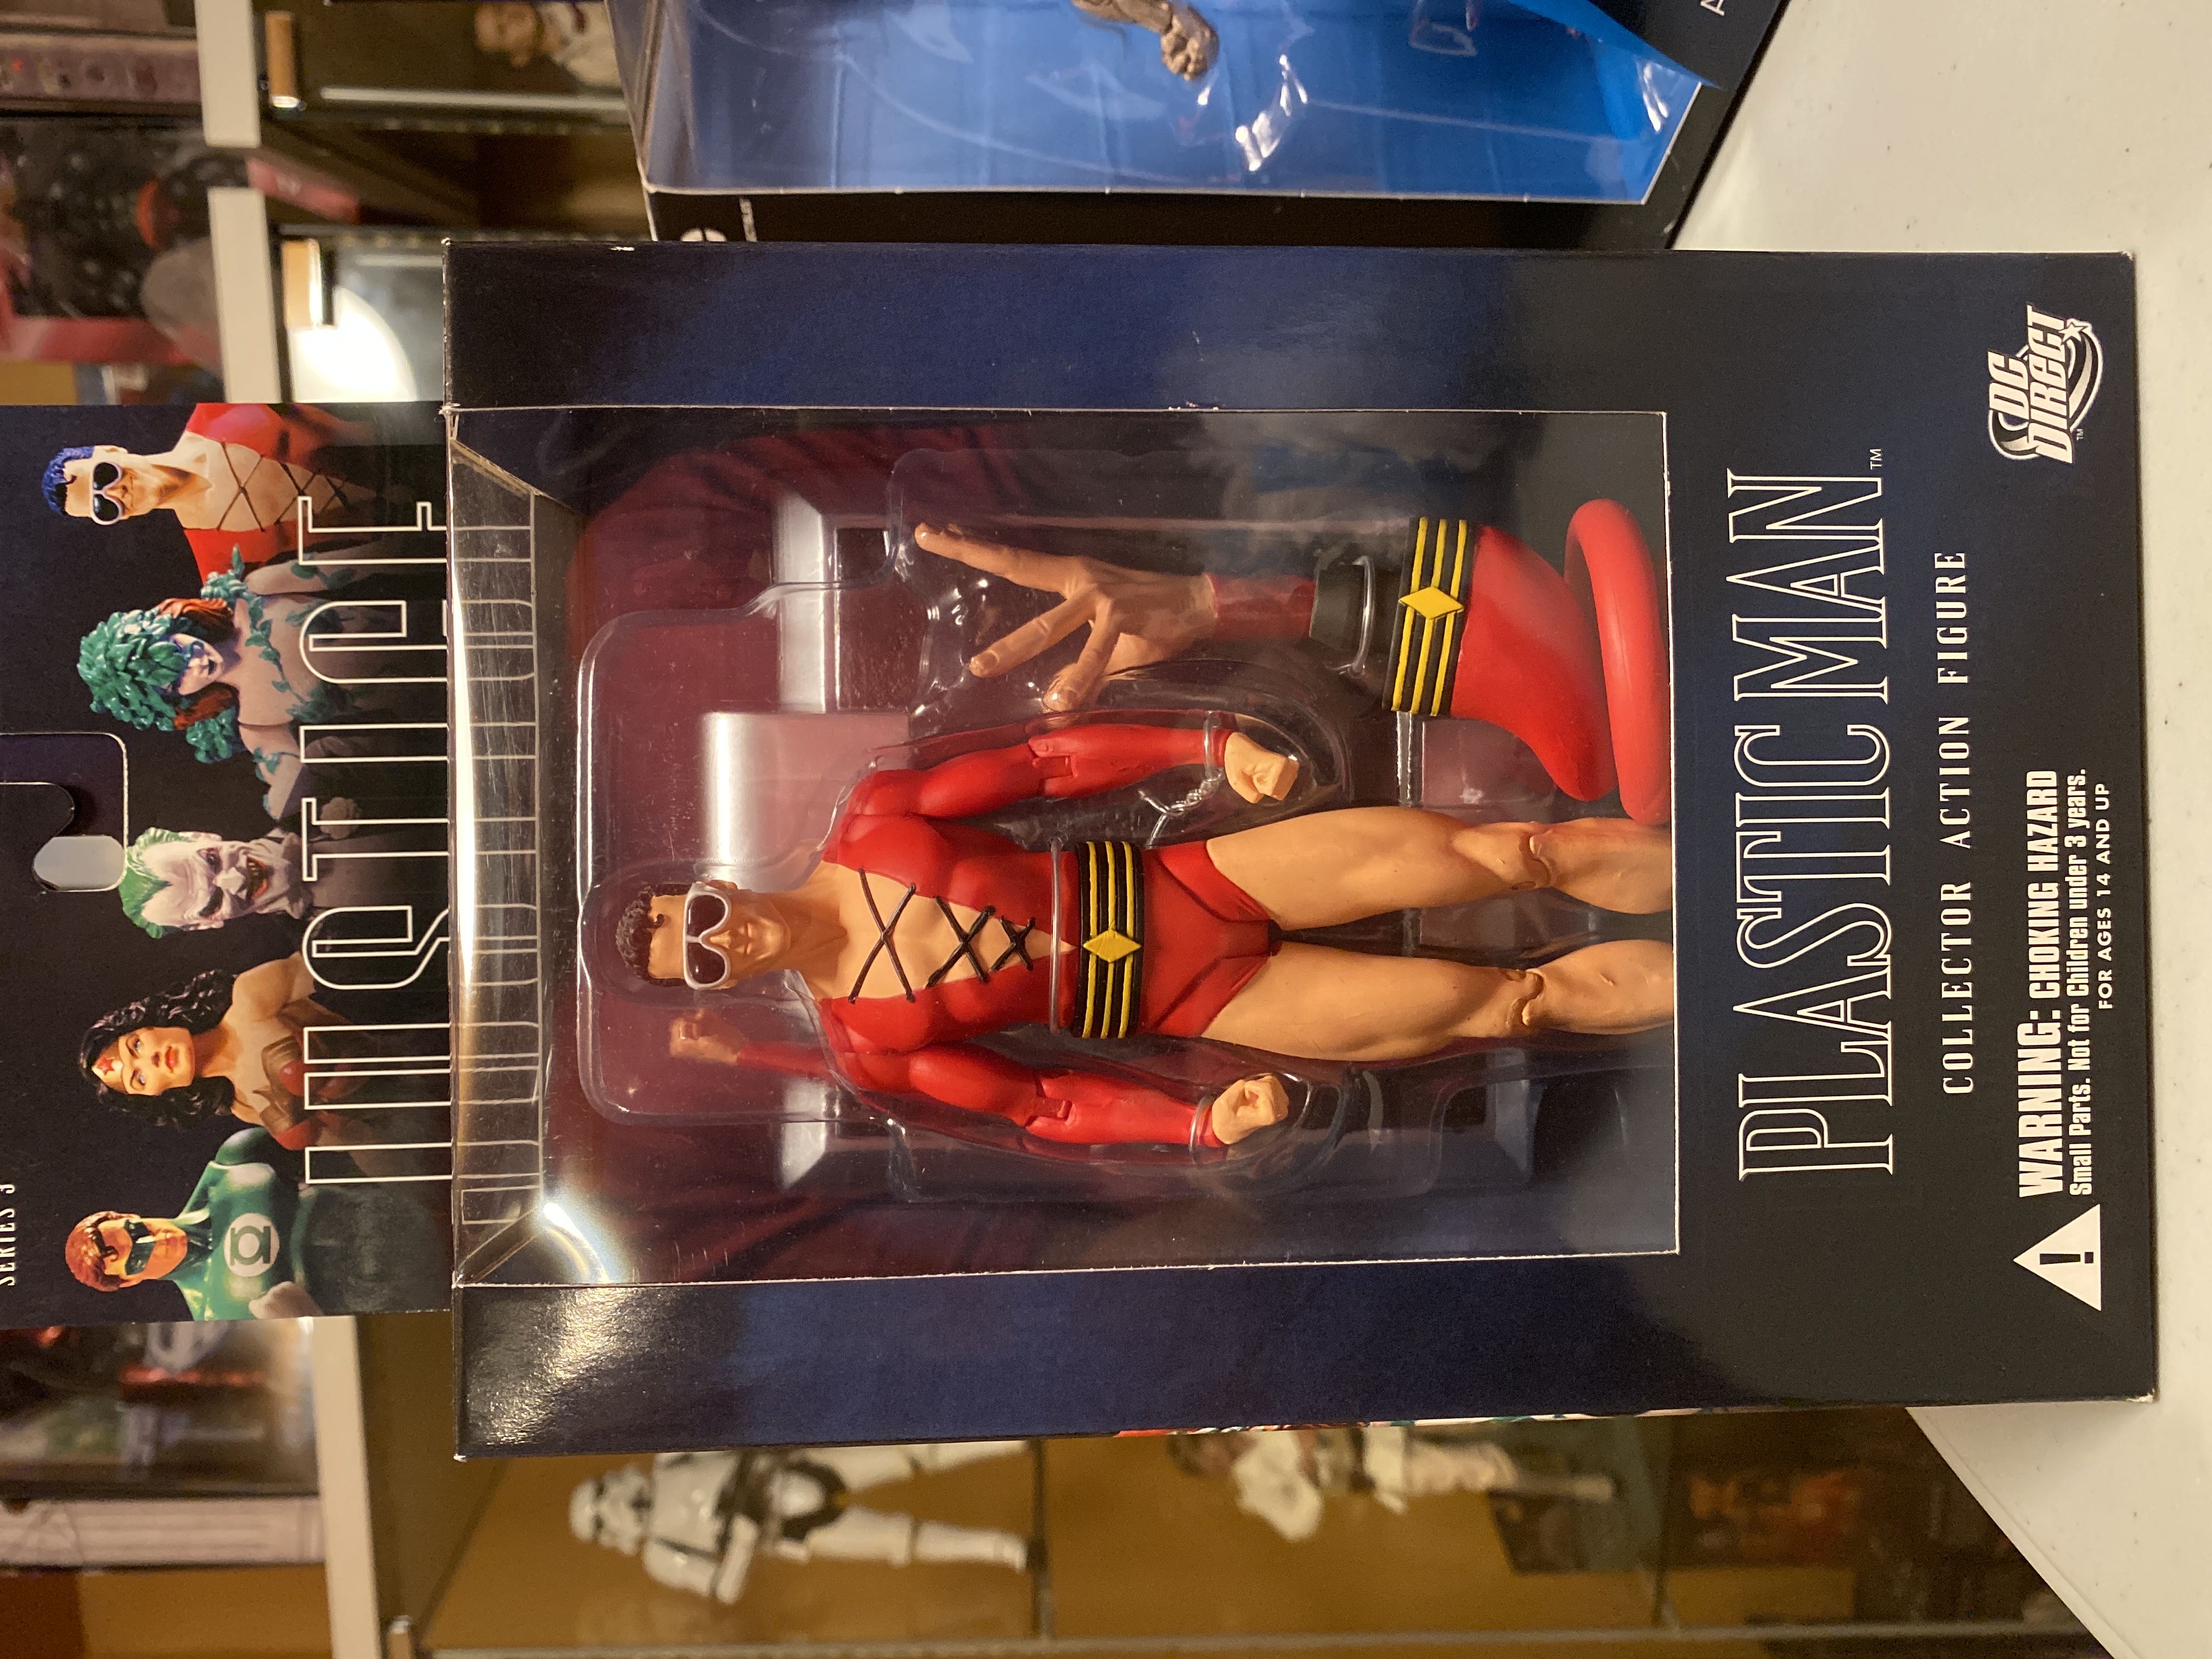 SERIES 3
JUSTICE
PLASTIC MAN™
COLLECTOR ACTION FIGURE
WARNING: CHOKING HAZARD
Small Parts. Not for Children under 3 years.
FOR AGES 14 AND UP
DC
DIRECT™